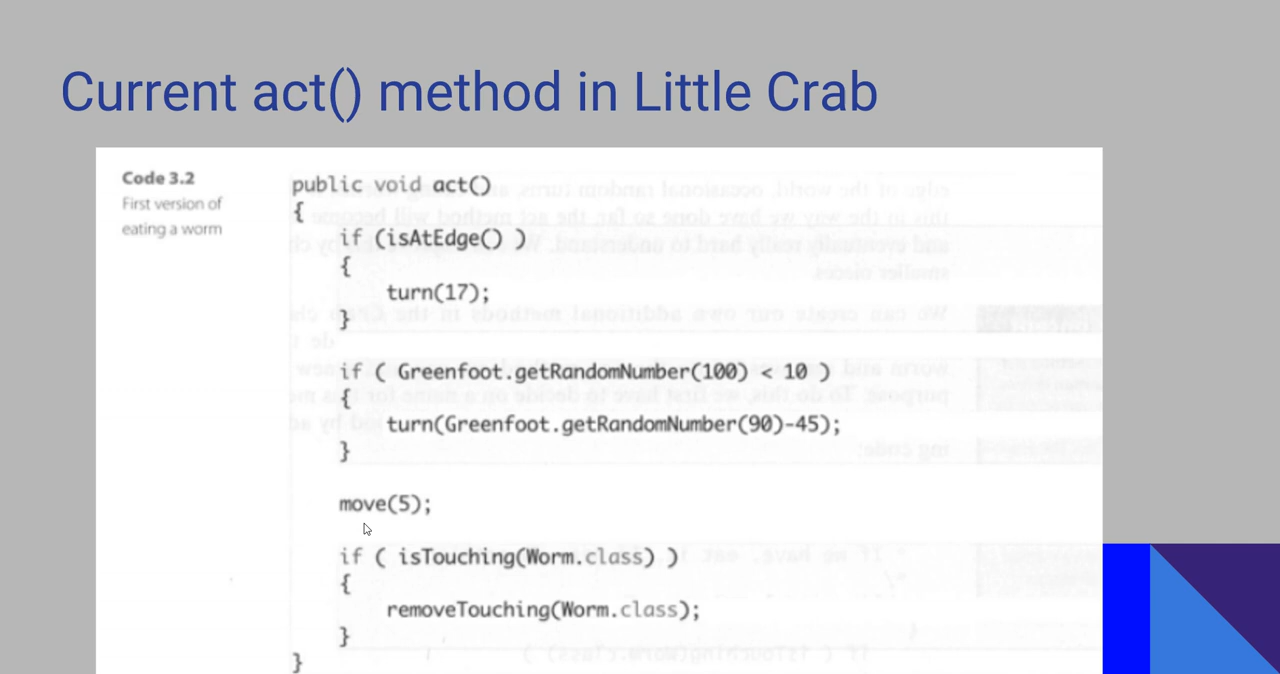 Current act() method in Little Crab
Code 3.2
First version of
eating a worm
public void act()
{
if (isAtEdge() )
{
turn(17);
}
if ( Greenfoot.getRandomNumber(100) < 10 )
{
turn(Greenfoot.getRandomNumber(90)-45);
}
move(5);
if ( isTouching(Worm.class) )
{
removeTouching(Worm.class);
}
}